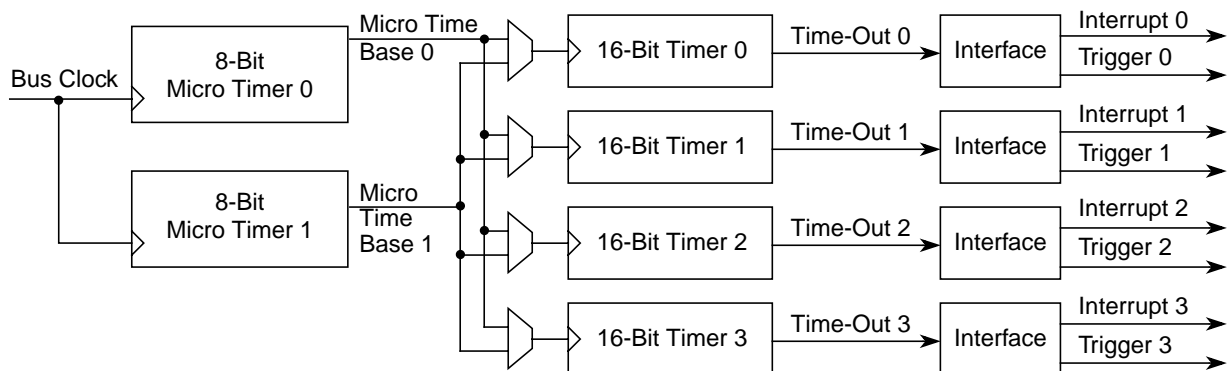 Bus Clock
8-Bit
Micro Timer 0
8-Bit
Micro Timer 1
Micro Time
Base 0
Micro
Time
Base 1
16-Bit Timer 0
Time-Out 0
Interface
Interrupt 0
Trigger 0
16-Bit Timer 1
Time-Out 1
Interface
Interrupt 1
Trigger 1
16-Bit Timer 2
Time-Out 2
Interface
Interrupt 2
Trigger 2
16-Bit Timer 3
Time-Out 3
Interface
Interrupt 3
Trigger 3